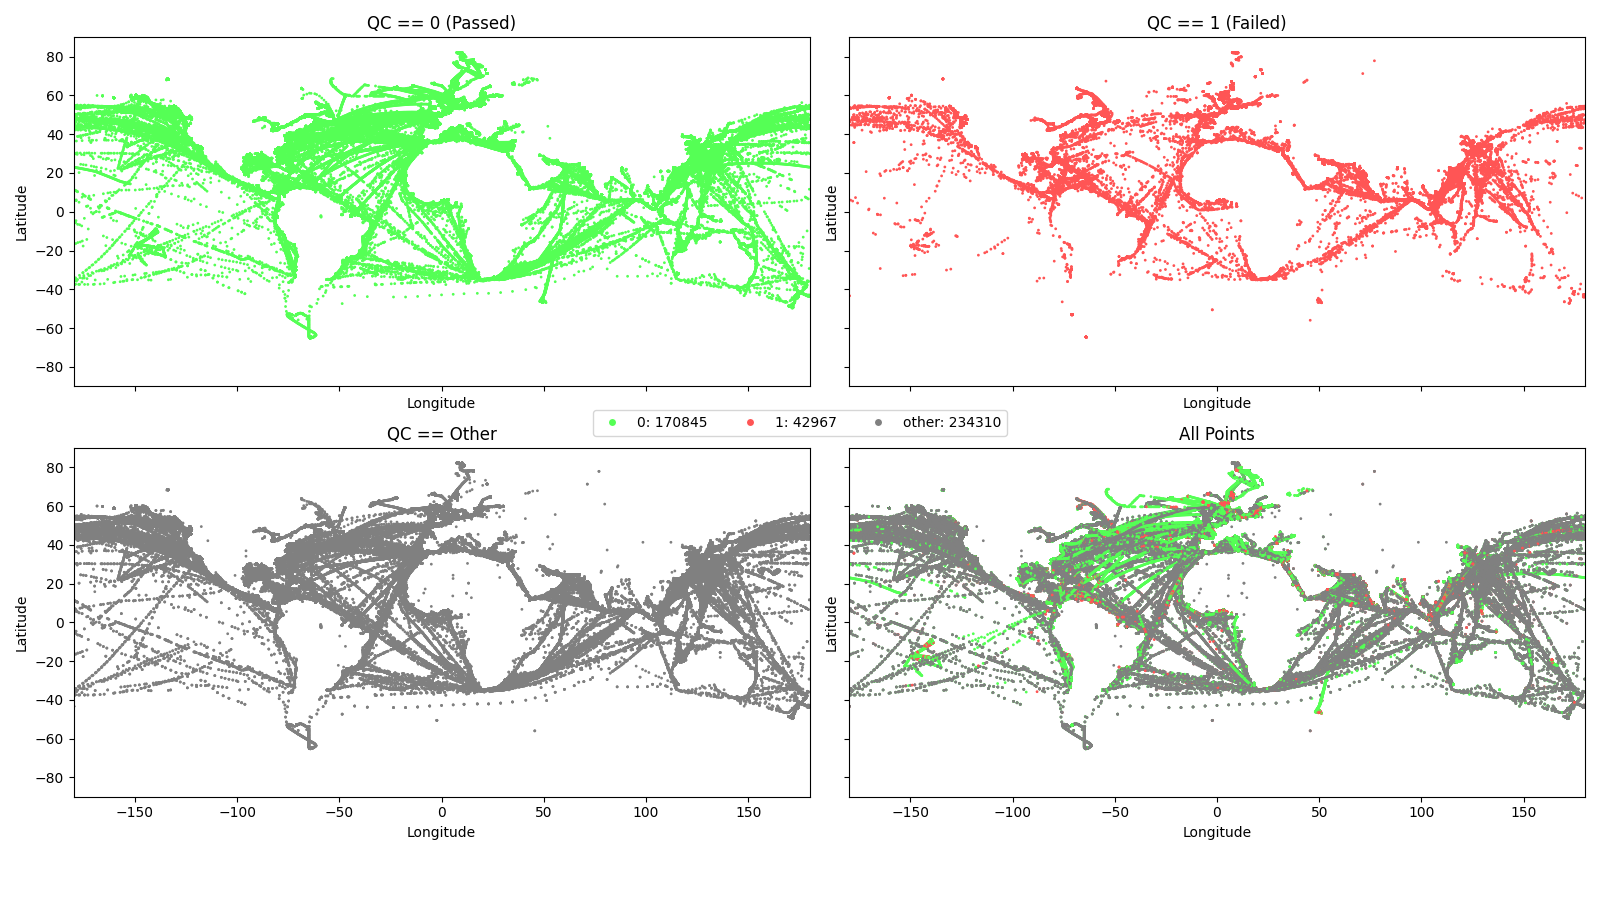 QC == 0 (Passed)
QC == 1 (Failed)
80
60
40
20
0
−20
−40
−60
−80
Latitude
Latitude
Longitude
Longitude
0: 170845
1: 42967
other: 234310
QC == Other
All Points
80
60
40
20
0
−20
−40
−60
−80
Latitude
Latitude
−150
−100
−50
0
50
100
150
−150
−100
−50
0
50
100
150
Longitude
Longitude